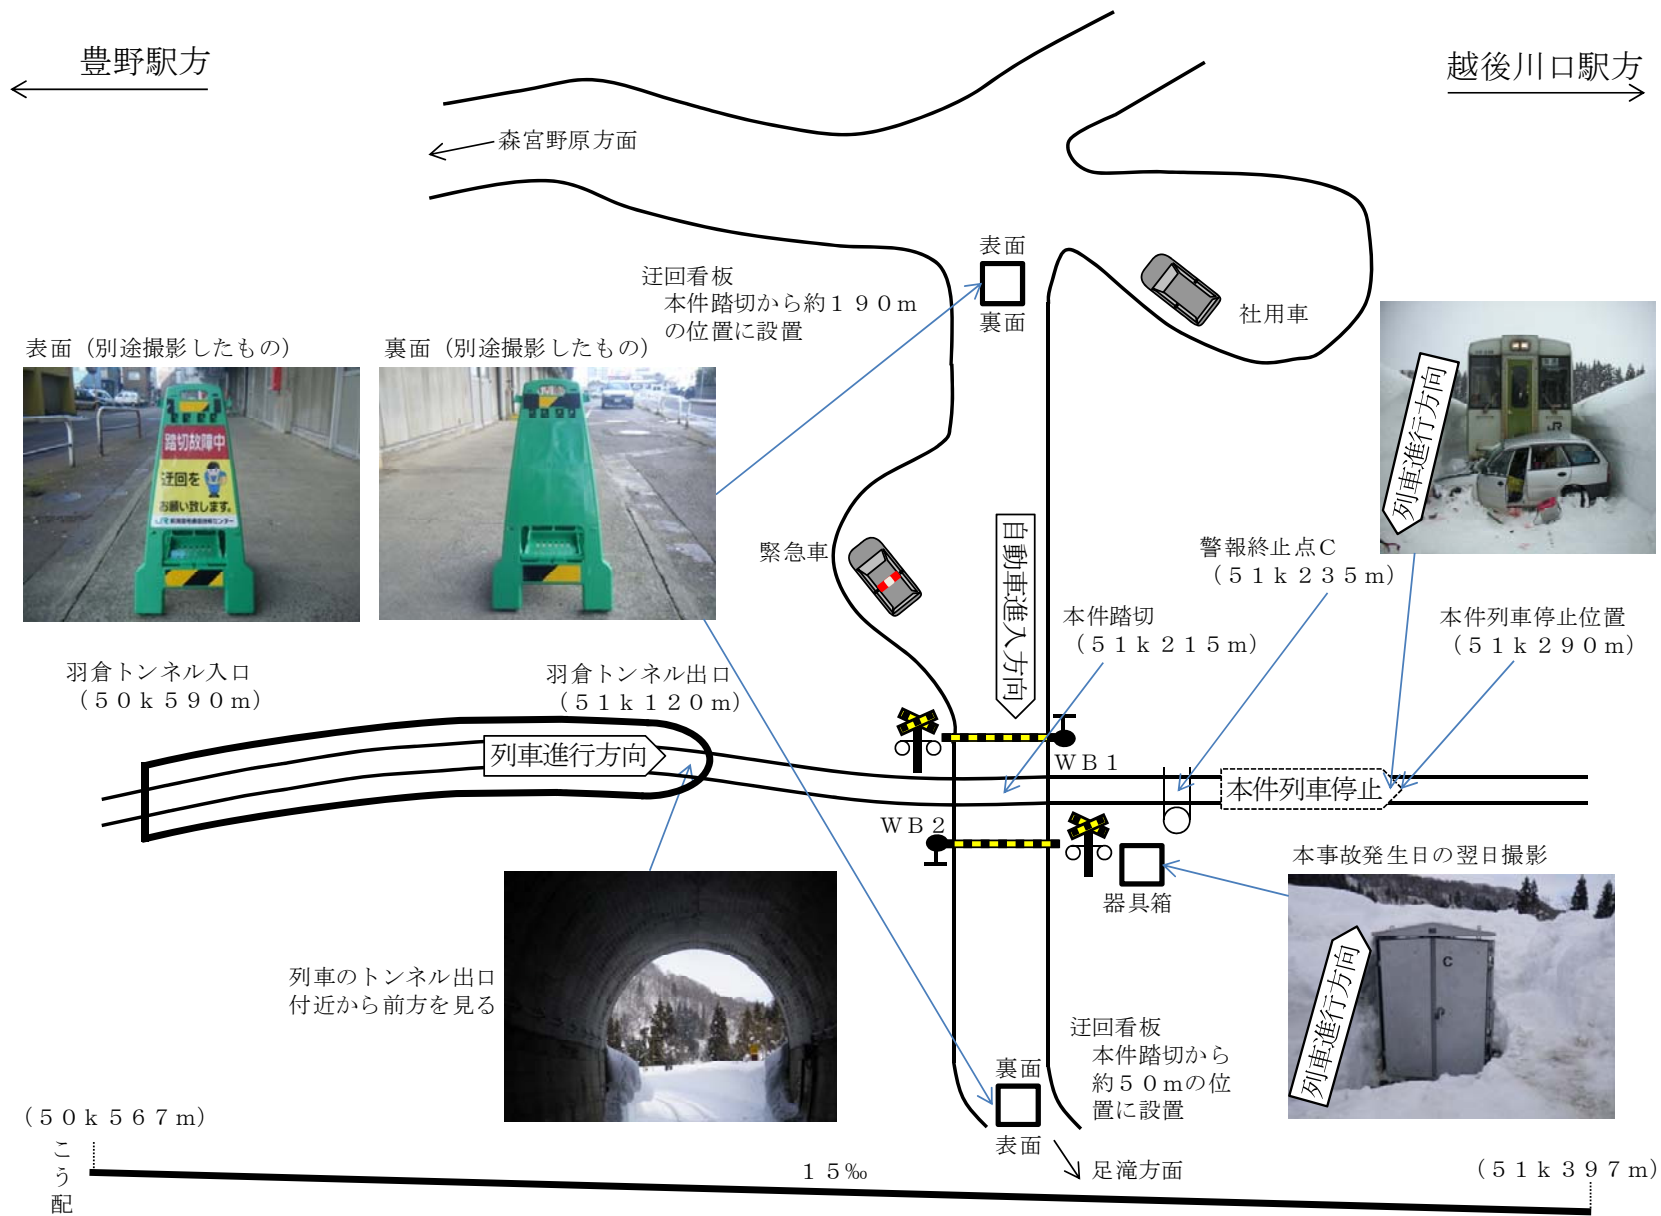 豊野駅方
越後川口駅方
森宮野原方面
表面
裏面
迂回看板
本件踏切から約１９０ｍ
の位置に設置
社用車
表面（別途撮影したもの）
裏面（別途撮影したもの）
踏切故障中
迂回を
お願い致します。
列車進行方向
JR
緊急車
自動車進入方向
警報終止点Ｃ
（５１ｋ２３５ｍ）
本件踏切
（５１ｋ２１５ｍ）
本件列車停止位置
（５１ｋ２９０ｍ）
羽倉トンネル入口
（５０ｋ５９０ｍ）
羽倉トンネル出口
（５１ｋ１２０ｍ）
列車進行方向
ＷＢ１
本件列車停止
ＷＢ２
器具箱
本事故発生日の翌日撮影
列車進行方向
C
列車のトンネル出口
付近から前方を見る
迂回看板
本件踏切から
約５０ｍの位
置に設置
裏面
表面
足滝方面
（５０ｋ５６７ｍ）
こう配
１５‰
（５１ｋ３９７ｍ）